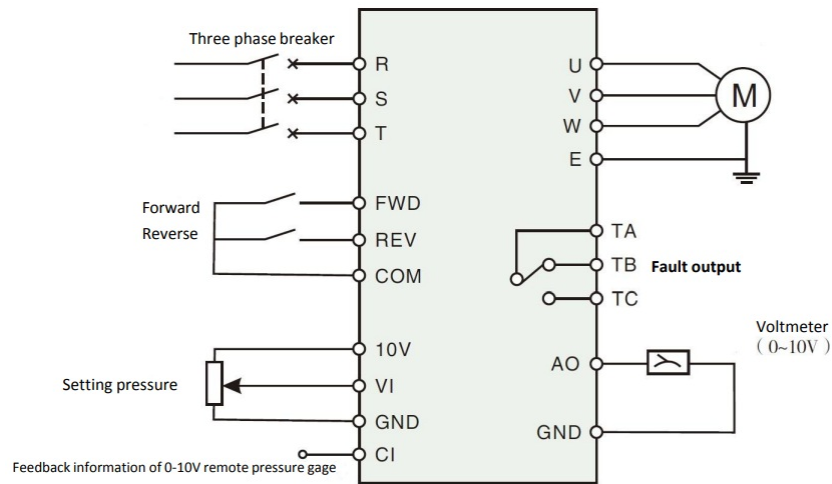 Three phase breaker
R
S
T
Forward
FWD
Reverse
REV
COM
10V
Setting pressure
VI
GND
CI
Feedback information of 0-10V remote pressure gage
U
V
M
W
E
TA
TB
Fault output
TC
Voltmeter
( 0~10V )
AO
GND